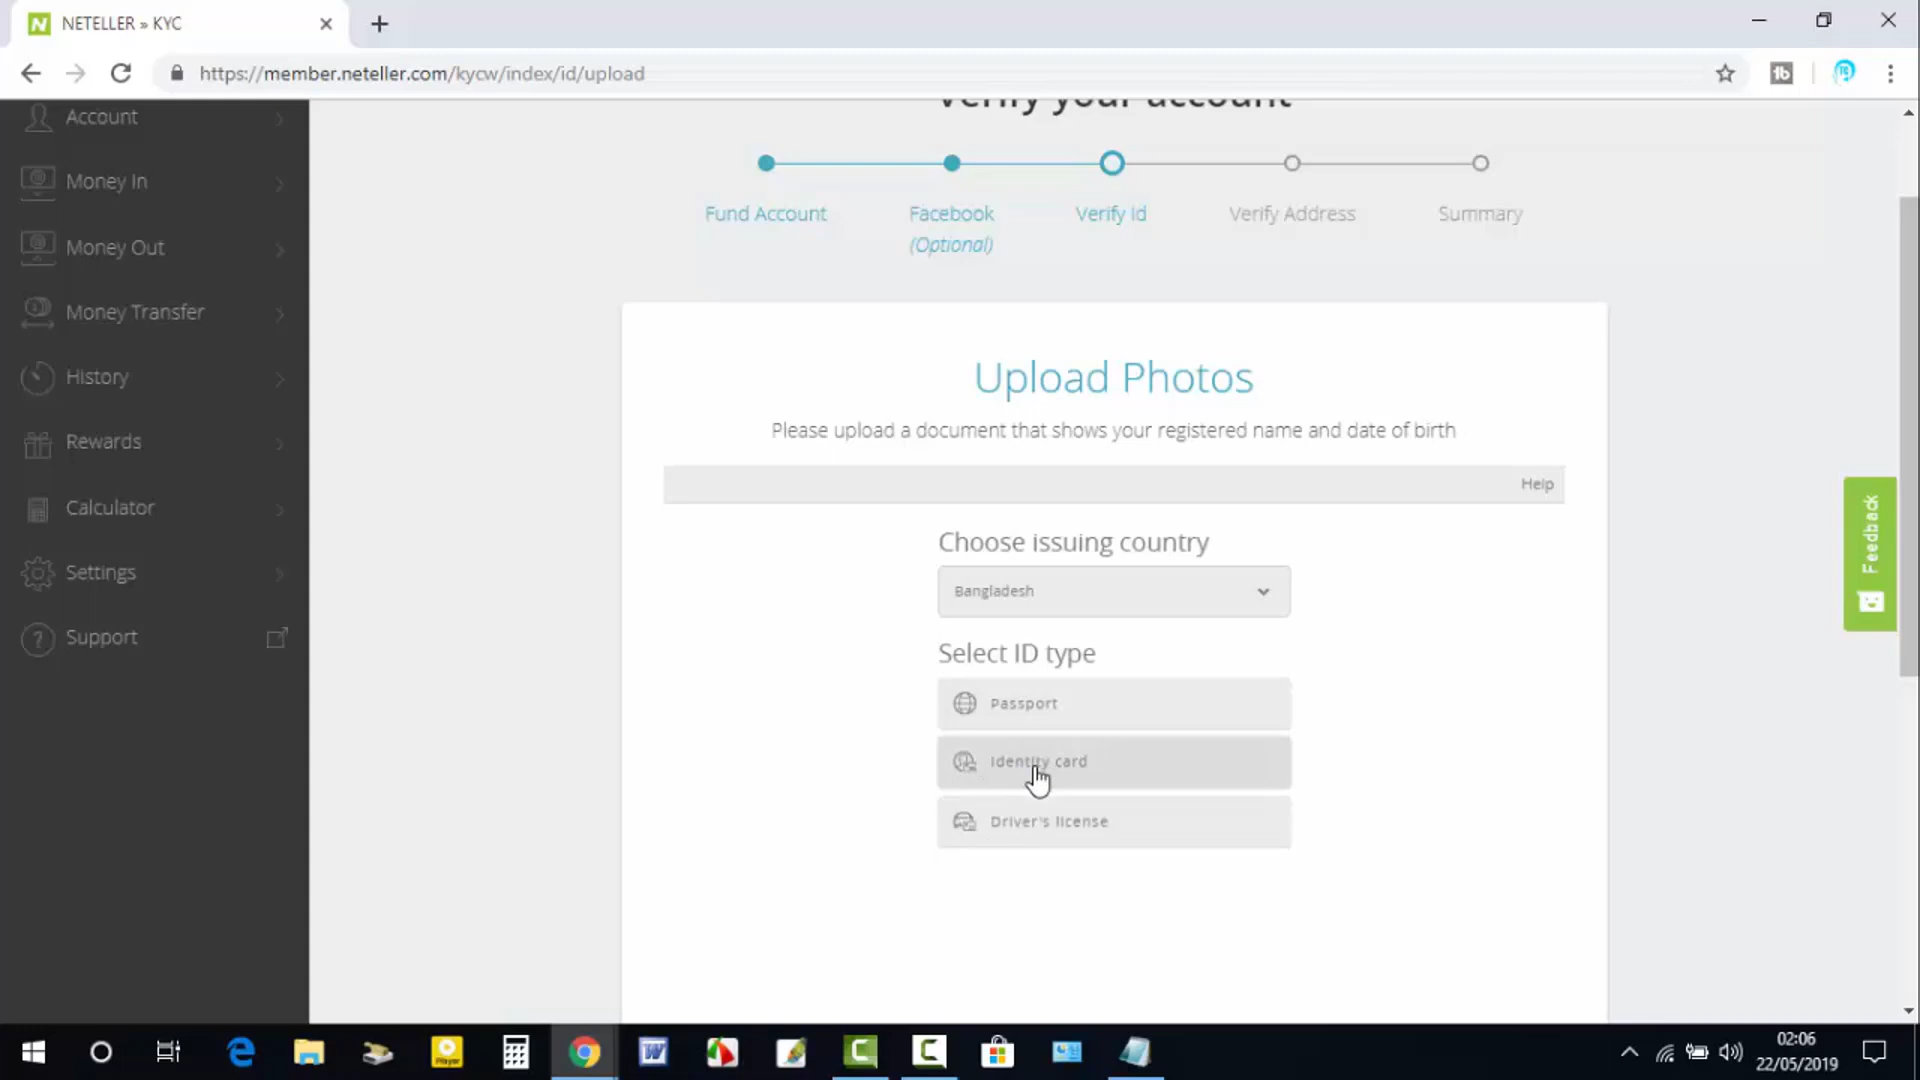 NETELLER » KYC
https://member.neteller.com/kycw/index/id/upload
Verify your account
Account
Money In
Money Out
Money Transfer
History
Rewards
Calculator
Settings
Support
Fund Account
Facebook
(Optional)
Verify Id
Verify Address
Summary
Upload Photos
Please upload a document that shows your registered name and date of birth
Help
Choose issuing country
Bangladesh
Select ID type
Passport
Identity card
Driver's license
Feedback
02:06
22/05/2019